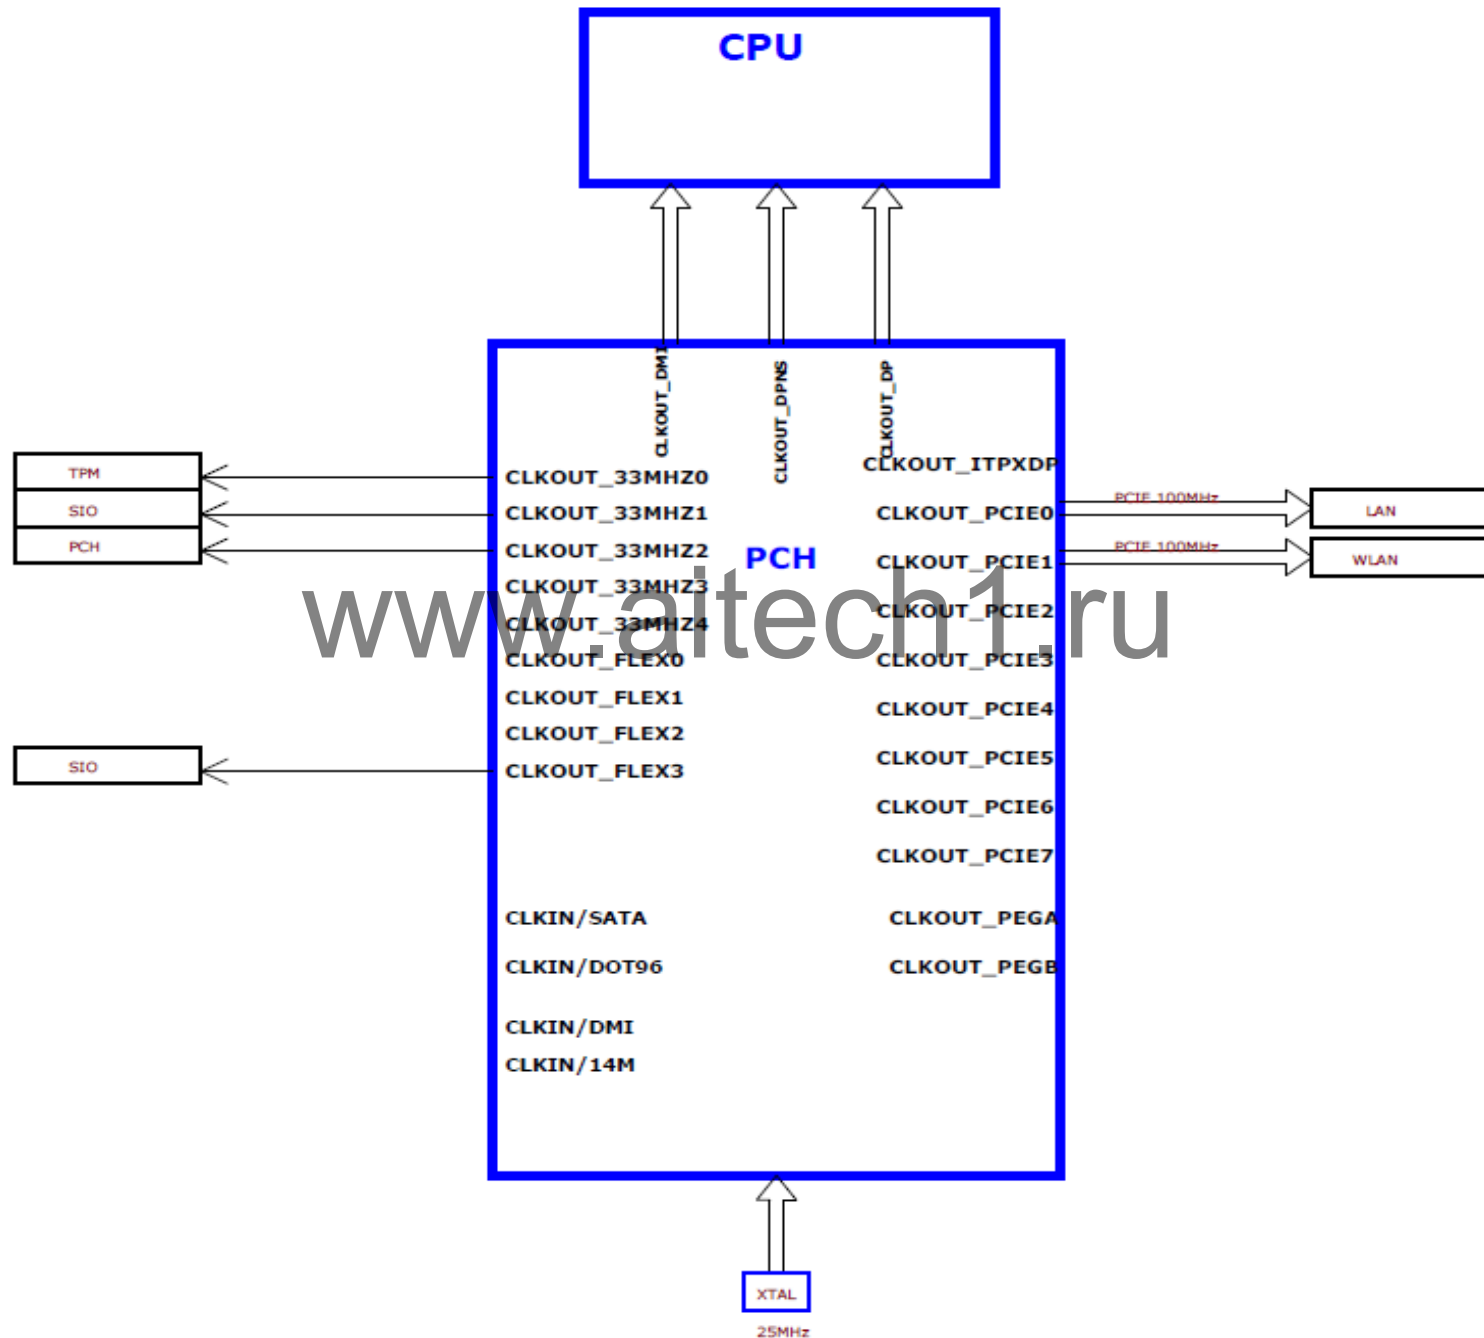 CPU
CLKOUT_DMI
CLKOUT_DPNS
CLKOUT_DP
TPM
SIO
PCH
SIO
CLKOUT_33MHZ0
CLKOUT_33MHZ1
CLKOUT_33MHZ2
CLKOUT_33MHZ3
CLKOUT_33MHZ4
CLKOUT_FLEX0
CLKOUT_FLEX1
CLKOUT_FLEX2
CLKOUT_FLEX3
CLKIN/SATA
CLKIN/DOT96
CLKIN/DMI
CLKIN/14M
PCH
www.aitech1.ru
CLKOUT_ITPXDP
CLKOUT_PCIE0
CLKOUT_PCIE1
CLKOUT_PCIE2
CLKOUT_PCIE3
CLKOUT_PCIE4
CLKOUT_PCIE5
CLKOUT_PCIE6
CLKOUT_PCIE7
CLKOUT_PEGA
CLKOUT_PEGB
PCIE 100MHz
LAN
PCIE 100MHz
WLAN
XTAL
25MHz